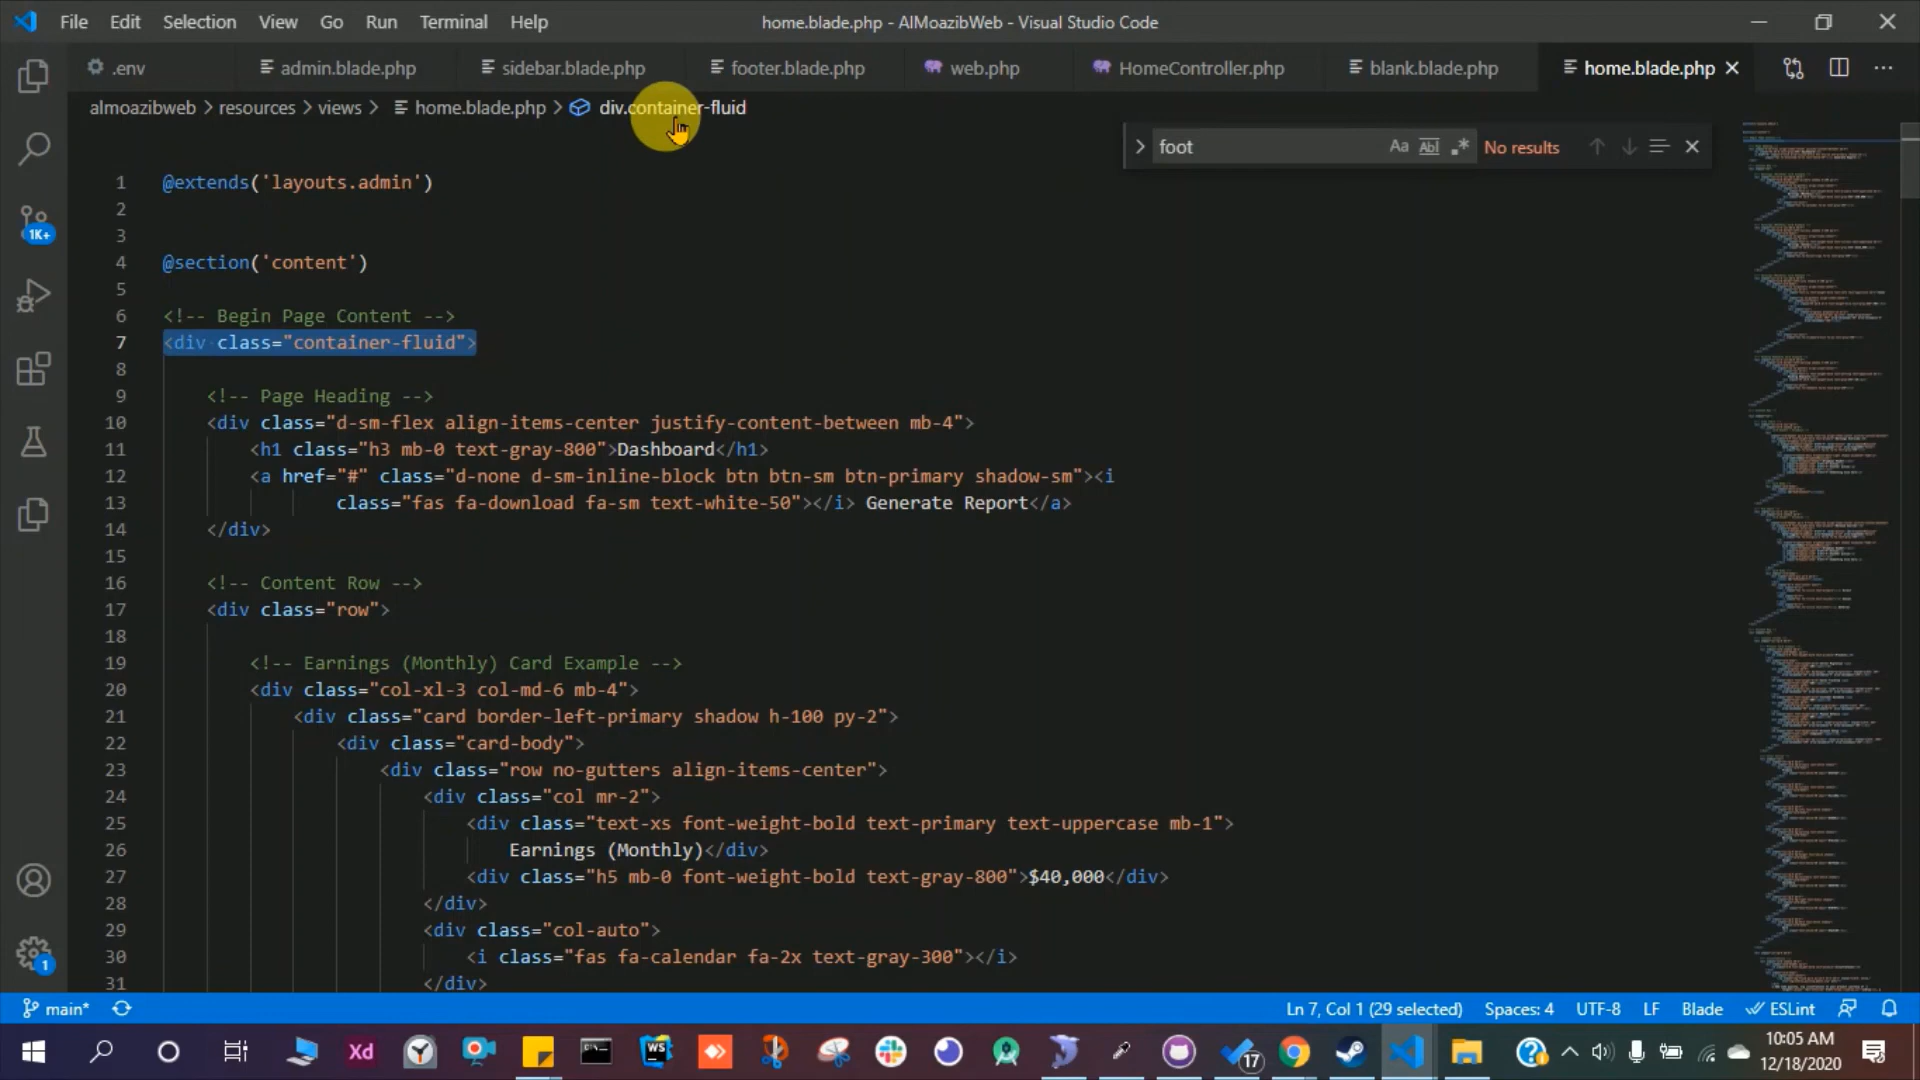 File Edit Selection View Go Run Terminal Help home.blade.php - AlMoazibWeb - Visual Studio Code
.env admin.blade.php sidebar.blade.php footer.blade.php web.php HomeController.php blank.blade.php home.blade.php
almoazibweb > resources > views > home.blade.php > div.container-fluid
foot Aa Abl .* No results
1 @extends('layouts.admin')
2
3
4 @section('content')
5
6 <!-- Begin Page Content -->
7 <div class="container-fluid">
8
9 <!-- Page Heading -->
10 <div class="d-sm-flex align-items-center justify-content-between mb-4">
11 <h1 class="h3 mb-0 text-gray-800">Dashboard</h1>
12 <a href="#" class="d-none d-sm-inline-block btn btn-sm btn-primary shadow-sm"><i
13 class="fas fa-download fa-sm text-white-50"></i> Generate Report</a>
14 </div>
15
16 <!-- Content Row -->
17 <div class="row">
18
19 <!-- Earnings (Monthly) Card Example -->
20 <div class="col-xl-3 col-md-6 mb-4">
21 <div class="card border-left-primary shadow h-100 py-2">
22 <div class="card-body">
23 <div class="row no-gutters align-items-center">
24 <div class="col mr-2">
25 <div class="text-xs font-weight-bold text-primary text-uppercase mb-1">
26 Earnings (Monthly)</div>
27 <div class="h5 mb-0 font-weight-bold text-gray-800">$40,000</div>
28 </div>
29 <div class="col-auto">
30 <i class="fas fa-calendar fa-2x text-gray-300"></i>
31 </div>
1K+
1
main* Ln 7, Col 1 (29 selected) Spaces: 4 UTF-8 LF Blade ESLint
Xd WS 17 10:05 AM
12/18/2020